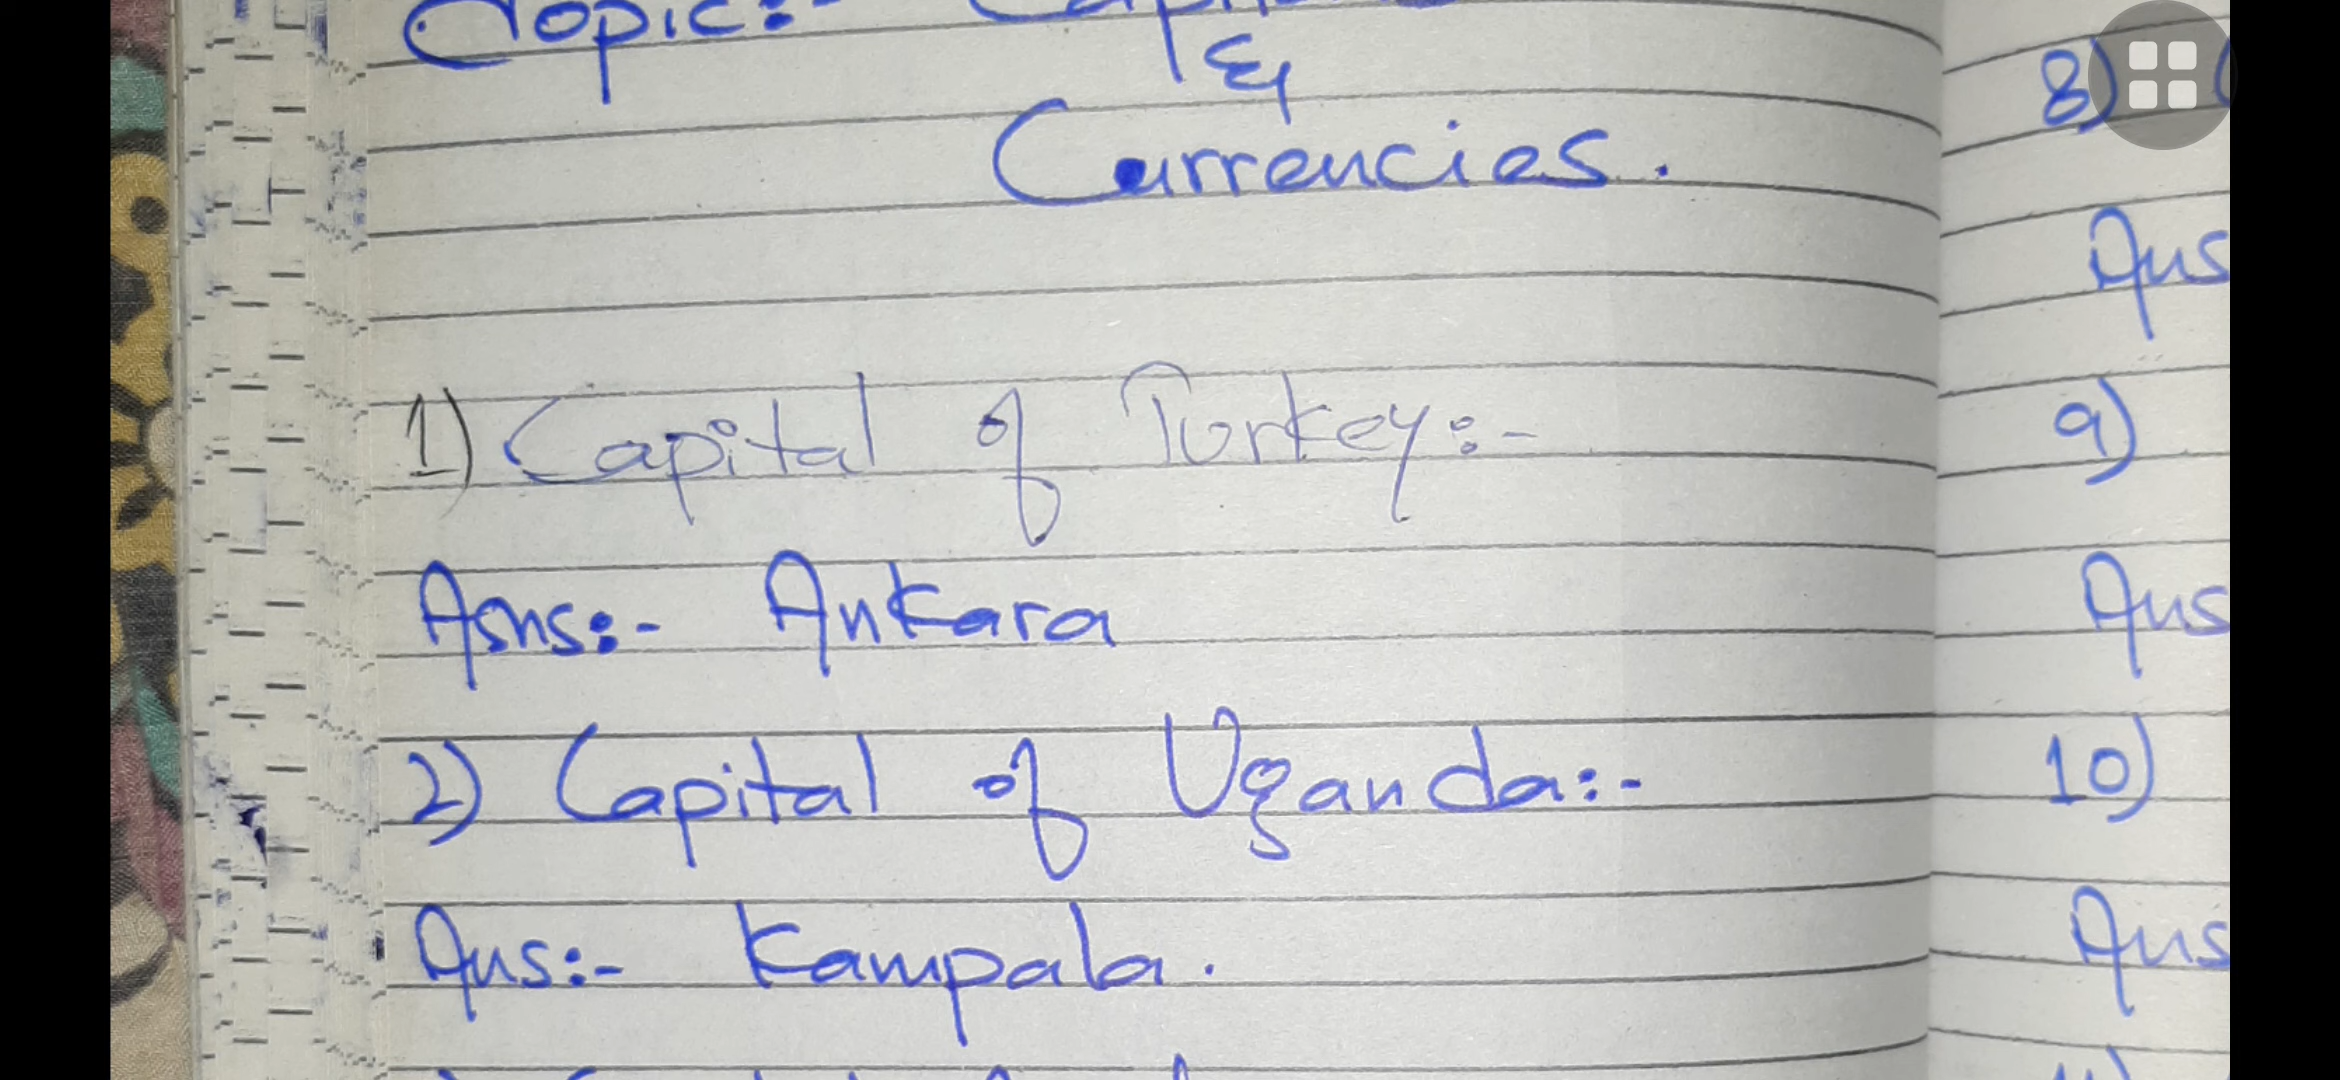 Topic:-
&
Currencies.
1) Capital of Turkey:-
Asns:- Ankara
2) Capital of Uganda:-
Ans:- Kampala.
8)
Ans
9)
Ans
10)
Ans